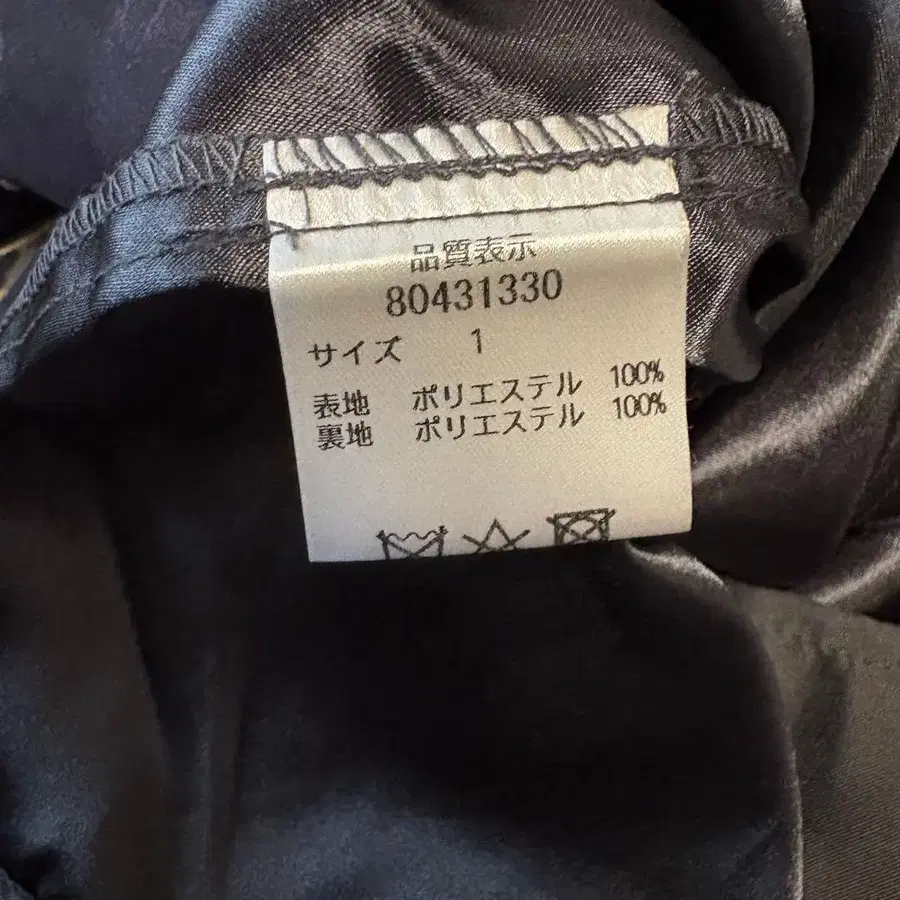 品質表示
80431330
サイズ 1
表地 ポリエステル 100%
裏地 ポリエステル 100%